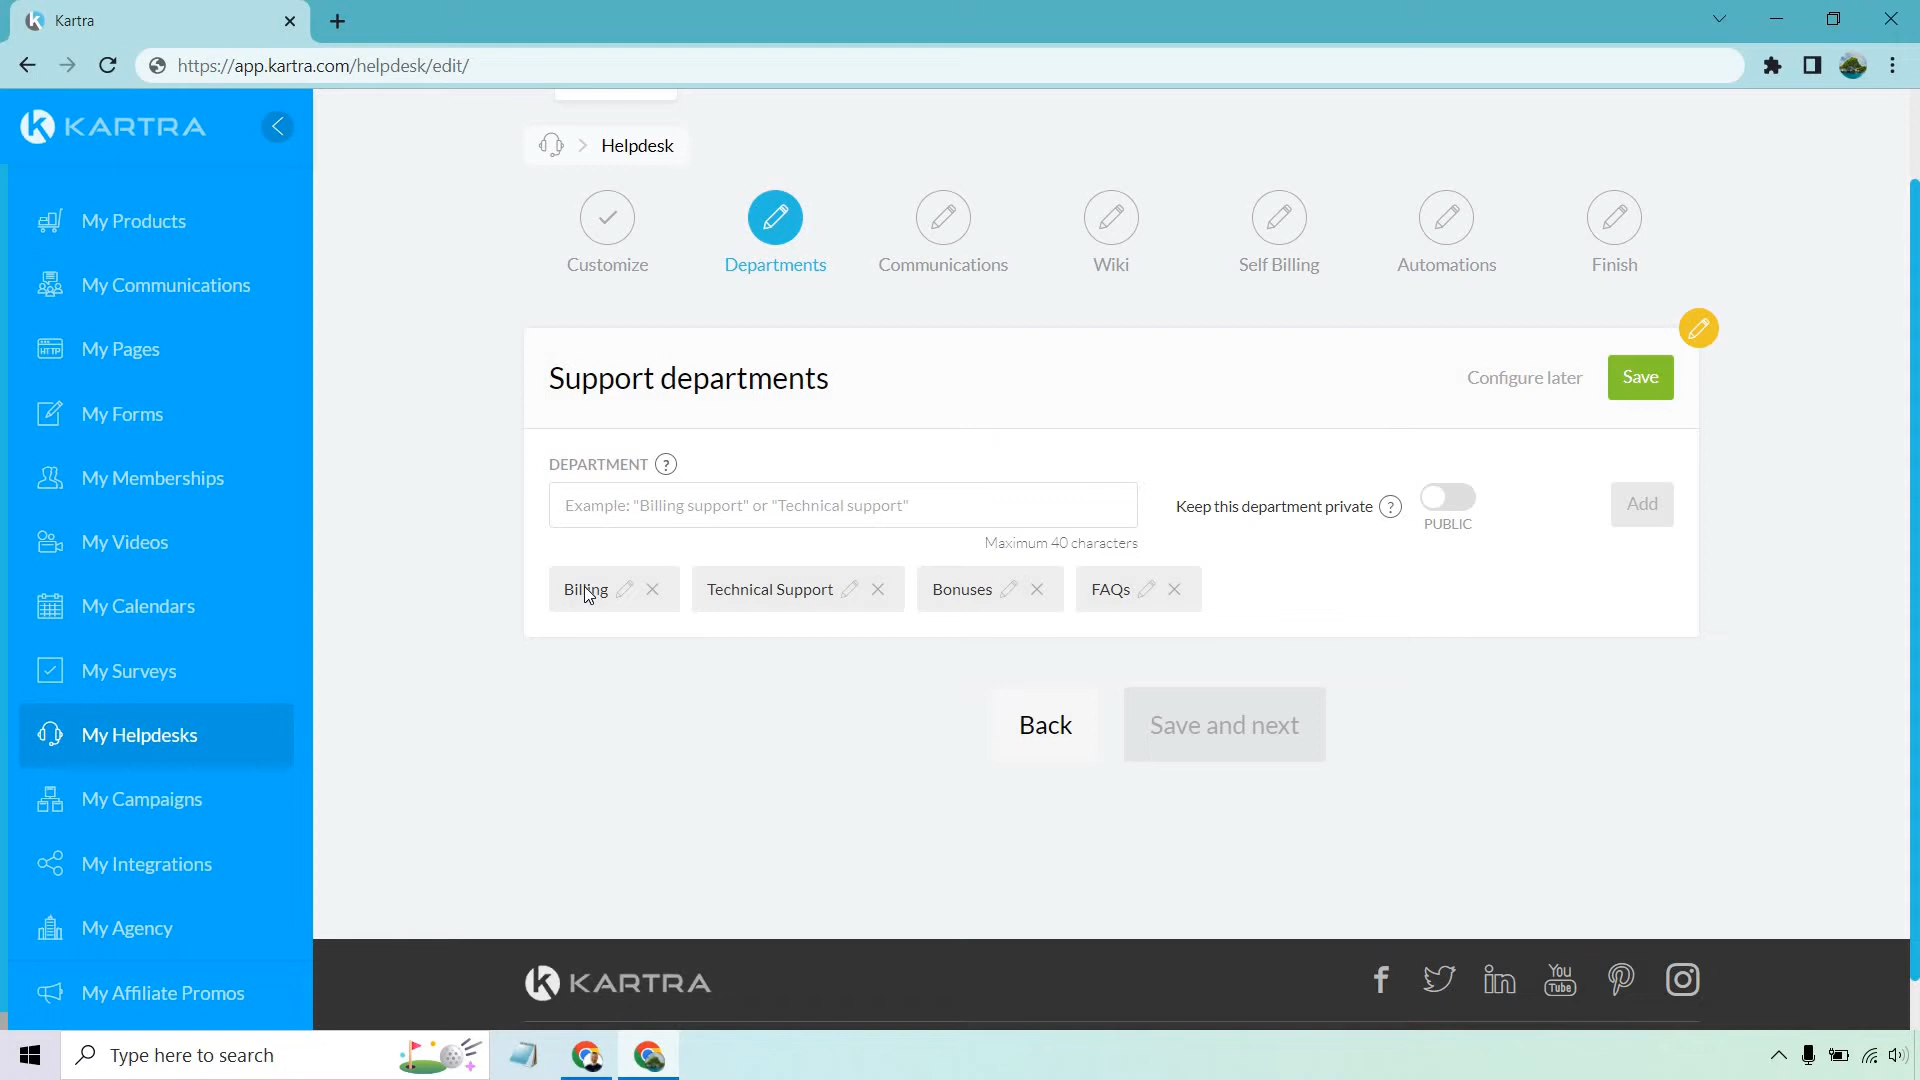 Kartra
https://app.kartra.com/helpdesk/edit/
KARTRA
My Products
My Communications
HTTP
My Pages
My Forms
My Memberships
My Videos
My Calendars
My Surveys
My Helpdesks
My Campaigns
My Integrations
My Agency
My Affiliate Promos
Helpdesk
Customize
Departments
Communications
Wiki
Self Billing
Automations
Finish
Support departments
Configure later
Save
DEPARTMENT ?
Example: "Billing support" or "Technical support"
Keep this department private ?
PUBLIC
Add
Maximum 40 characters
Billing
Technical Support
Bonuses
FAQs
Back
Save and next
KARTRA
f
in
You
Tube
Type here to search